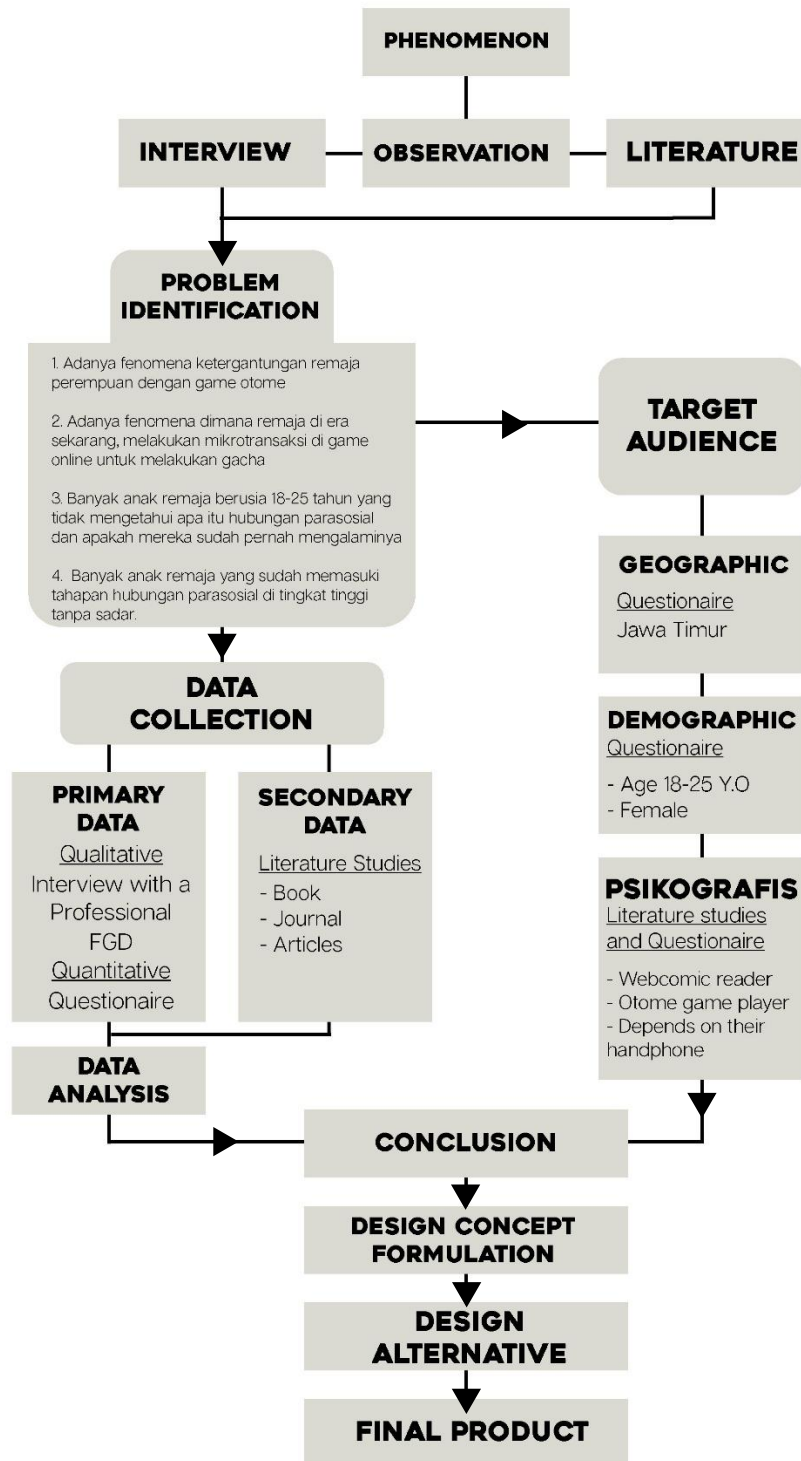 PHENOMENON
INTERVIEW
OBSERVATION
LITERATURE
PROBLEM
IDENTIFICATION
1. Adanya fenomena ketergantungan remaja
perempuan dengan game otome
2. Adanya fenomena dimana remaja di era
sekarang, melakukan mikrotransaksi di game
online untuk melakukan gacha
3. Banyak anak remaja berusia 18-25 tahun yang
tidak mengetahui apa itu hubungan parasosial
dan apakah mereka sudah pernah mengalaminya
4. Banyak anak remaja yang sudah memasuki
tahapan hubungan parasosial di tingkat tinggi
tanpa sadar.
TARGET
AUDIENCE
GEOGRAPHIC
Questionaire
Jawa Timur
DEMOGRAPHIC
Questionaire
- Age 18-25 Y.O
- Female
PSIKOGRAFIS
Literature studies
and Questionaire
- Webcomic reader
- Otome game player
- Depends on their
handphone
DATA
COLLECTION
PRIMARY
DATA
Qualitative
Interview with a
Professional
FGD
Quantitative
Questionaire
SECONDARY
DATA
Literature Studies
- Book
- Journal
- Articles
DATA
ANALYSIS
CONCLUSION
DESIGN CONCEPT
FORMULATION
DESIGN
ALTERNATIVE
FINAL PRODUCT